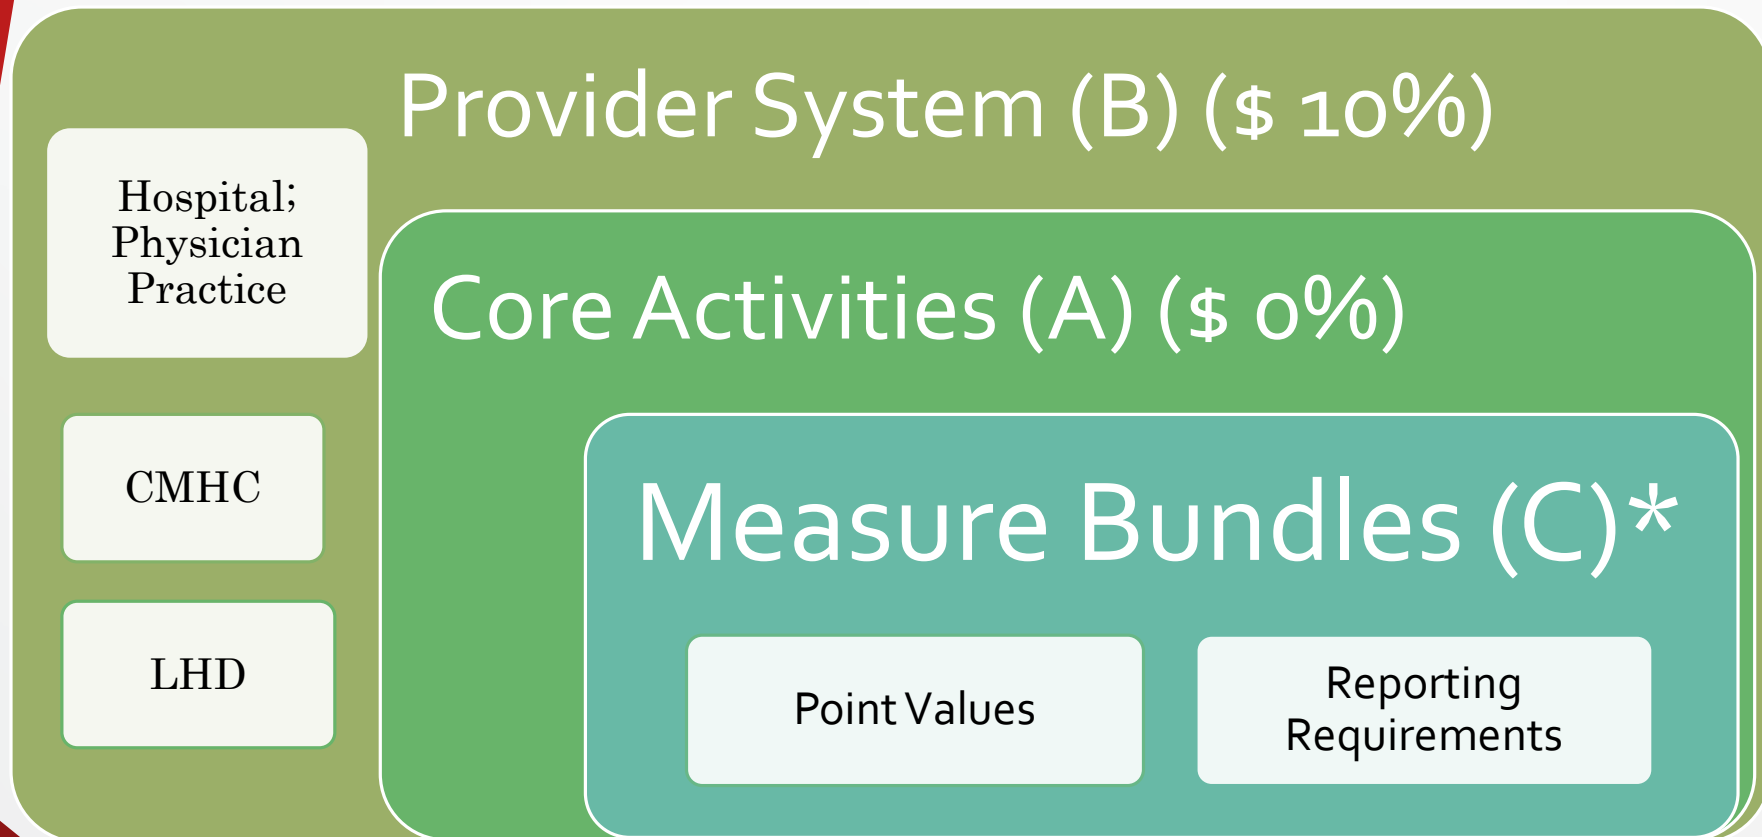 Provider System (B) ($ 10%)
Hospital;
Physician
Practice
CMHC
LHD
Core Activities (A) ($ 0%)
Measure Bundles (C)*
Point Values
Reporting
Requirements